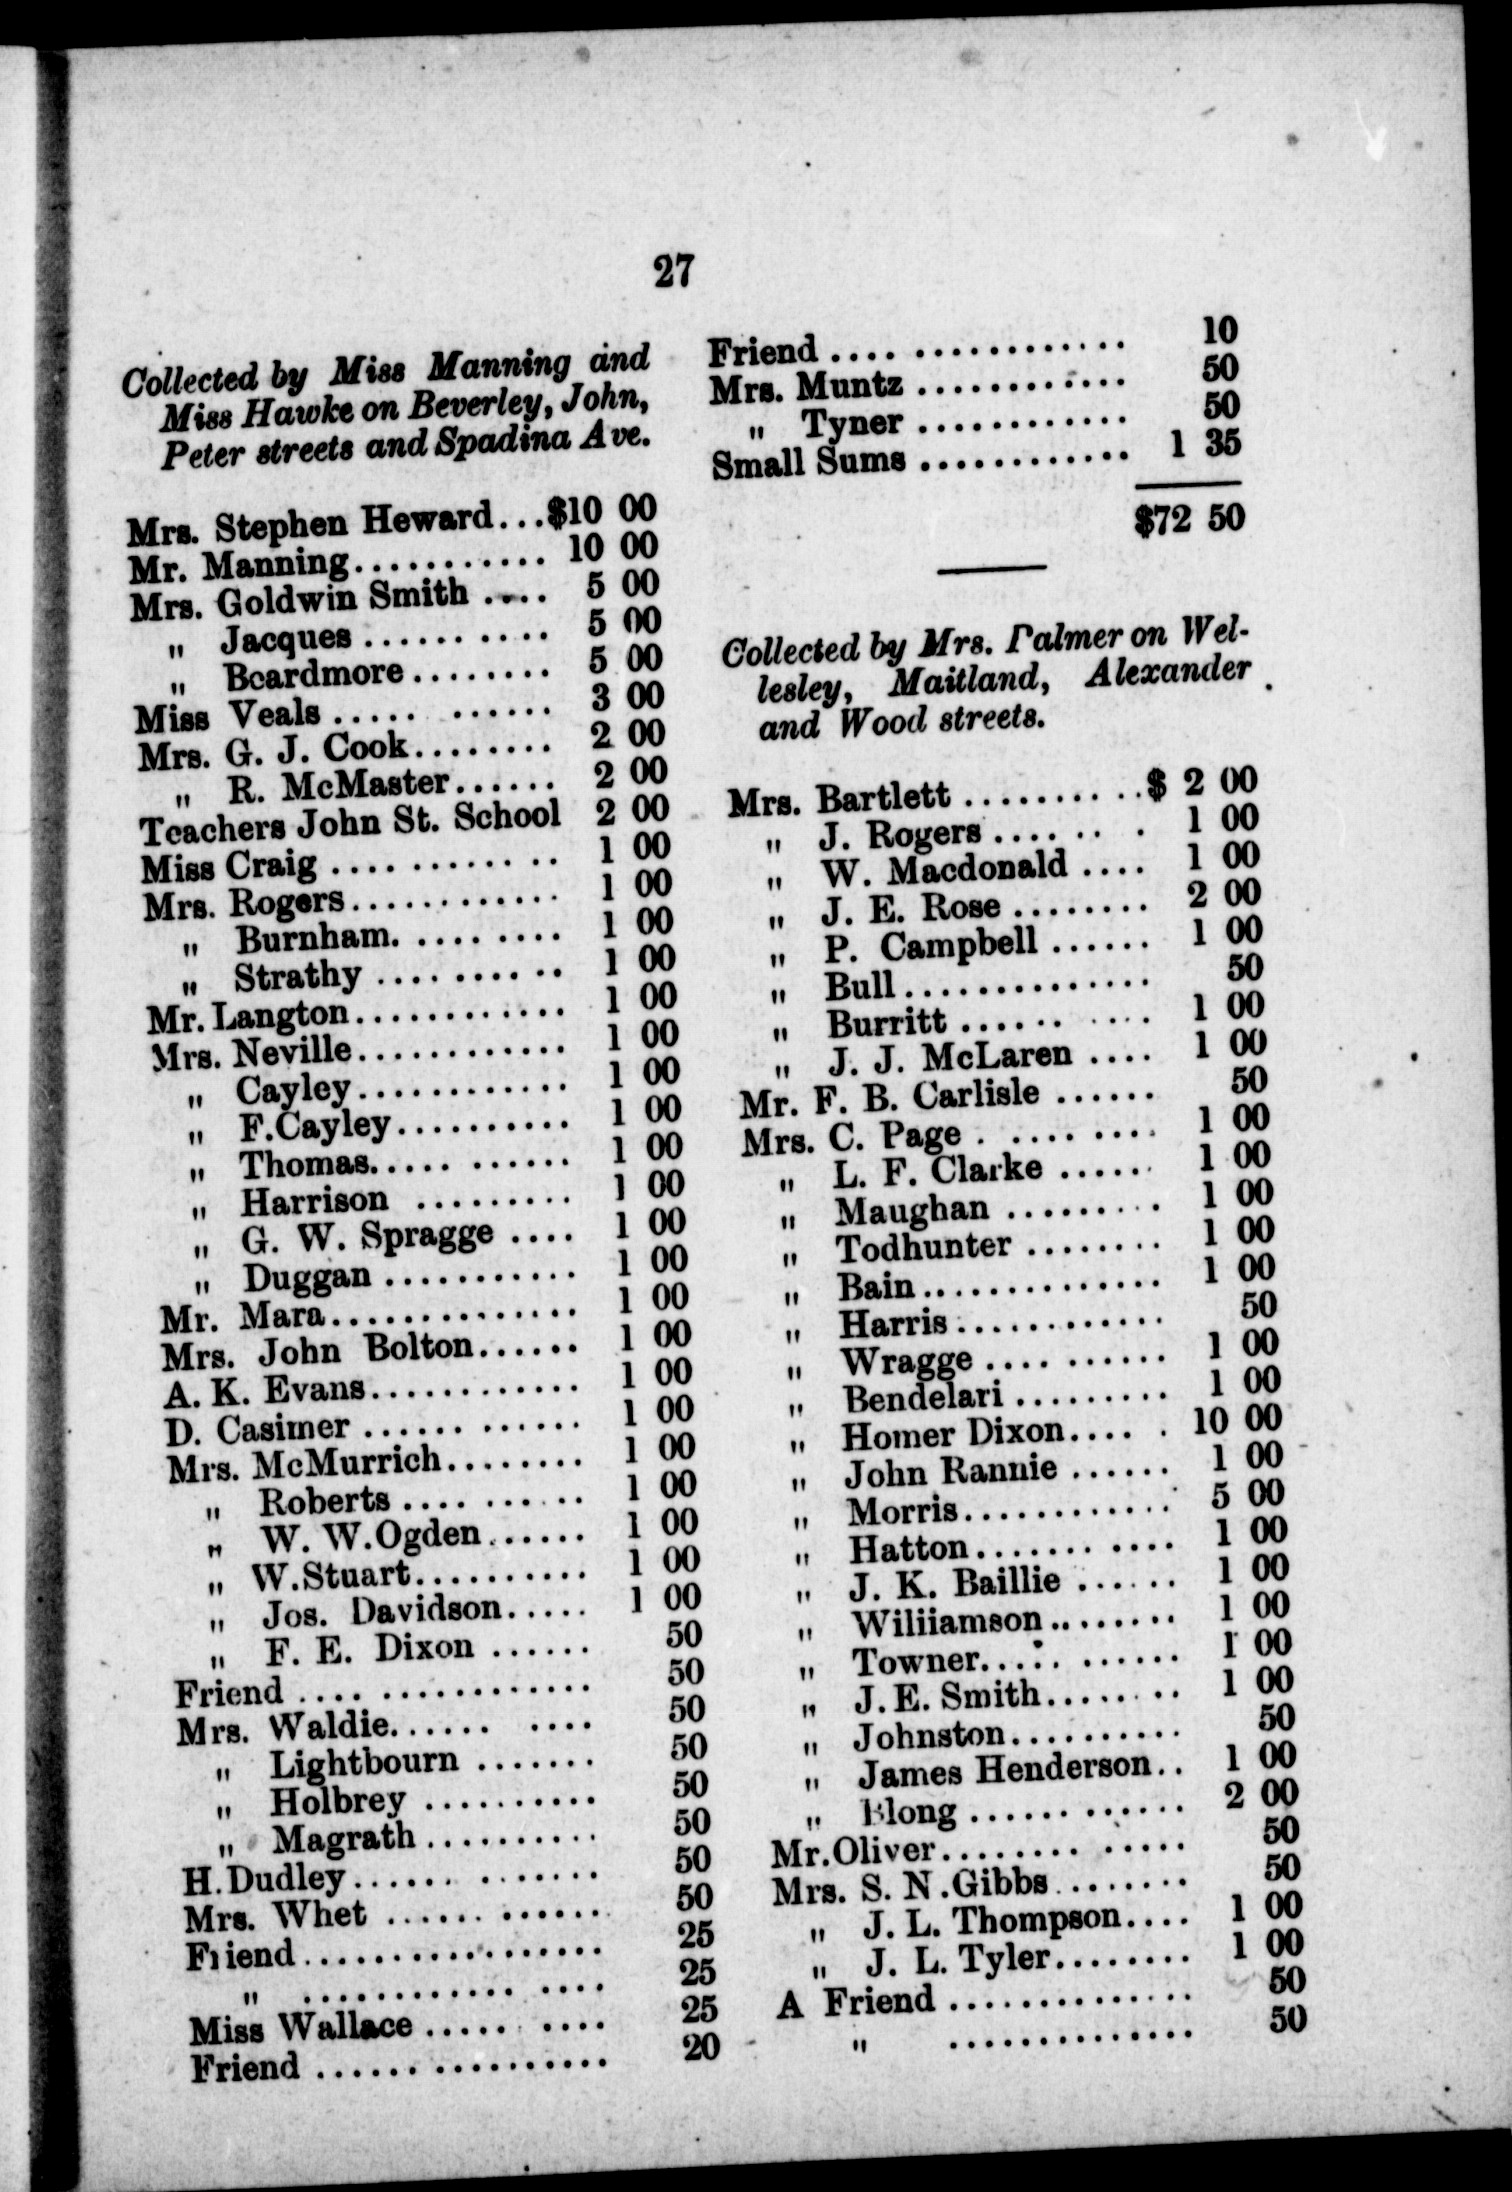 27
Collected by Miss Manning and
Miss Hawke on Beverley, John,
Peter streets and Spadina Ave.
Mrs. Stephen Heward...$10 00
Mr. Manning........... 10 00
Mrs. Goldwin Smith .... 5 00
„ Jacques .......... 5 00
„ Beardmore ........ 5 00
Miss Veals ..... ...... 3 00
Mrs. G. J. Cook........ 2 00
„ R. McMaster...... 2 00
Teachers John St. School 2 00
Miss Craig .... ........ 1 00
Mrs. Rogers............ 1 00
„ Burnham. ........ 1 00
„ Strathy .......... 1 00
Mr. Langton............ 1 00
Mrs. Neville............ 1 00
„ Cayley............ 1 00
„ F.Cayley.......... 1 00
„ Thomas..... ...... 1 00
„ Harrison ......... 1 00
„ G. W. Spragge .... 1 00
„ Duggan ........... 1 00
Mr. Mara.............. 1 00
Mrs. John Bolton...... 1 00
A. K. Evans............ 1 00
D. Casimer ...... ...... 1 00
Mrs. McMurrich........ 1 00
„ Roberts .... ...... 1 00
„ W. W.Ogden...... 1 00
„ W.Stuart.......... 1 00
„ Jos. Davidson..... 1 00
„ F. E. Dixon ...... 50
Friend .... ............ 50
Mrs. Waldie...... .... 50
„ Lightbourn ....... 50
„ Holbrey .......... 50
„ Magrath .......... 50
H. Dudley...... ....... 50
Mrs. Whet ...... ...... 50
Friend................. 25
„ ............ .... 25
Miss Wallace ..... .... 25
Friend ...... .......... 20
Friend .... ............ 10
Mrs. Muntz ............ 50
„ Tyner ............ 50
Small Sums ............ 1 35
$72 50
Collected by Mrs. Palmer on Wel-
lesley, Maitland, Alexander
and Wood streets.
Mrs. Bartlett ..........$ 2 00
„ J. Rogers .... .. . 1 00
„ W. Macdonald .... 1 00
„ J. E. Rose ........ 2 00
„ P. Campbell ...... 1 00
„ Bull .............. 50
„ Burritt ...... .... 1 00
„ J. J. McLaren .... 1 00
Mr. F. B. Carlisle ...... 50
Mrs. C. Page . .... .... 1 00
„ L. F. Clarke ...... 1 00
„ Maughan ......... 1 00
„ Todhunter ........ 1 00
„ Bain .............. 1 00
„ Harris ............ 50
„ Wragge .... ...... 1 00
„ Bendelari ......... 1 00
„ Homer Dixon.... . 10 00
„ John Rannie ...... 1 00
„ Morris............ 5 00
„ Hatton....... .... 1 00
„ J. K. Baillie ...... 1 00
„ Wiliiamson ........ 1 00
„ Towner..... ...... 1 00
„ J. E. Smith........ 1 00
„ Johnston.......... 50
„ James Henderson.. 1 00
„ Blong ...... ...... 2 00
Mr. Oliver........ ..... 50
Mrs. S. N. Gibbs........ 50
„ J. L. Thompson.... 1 00
„ J. L. Tyler........ 1 00
A Friend .............. 50
„ .............. 50